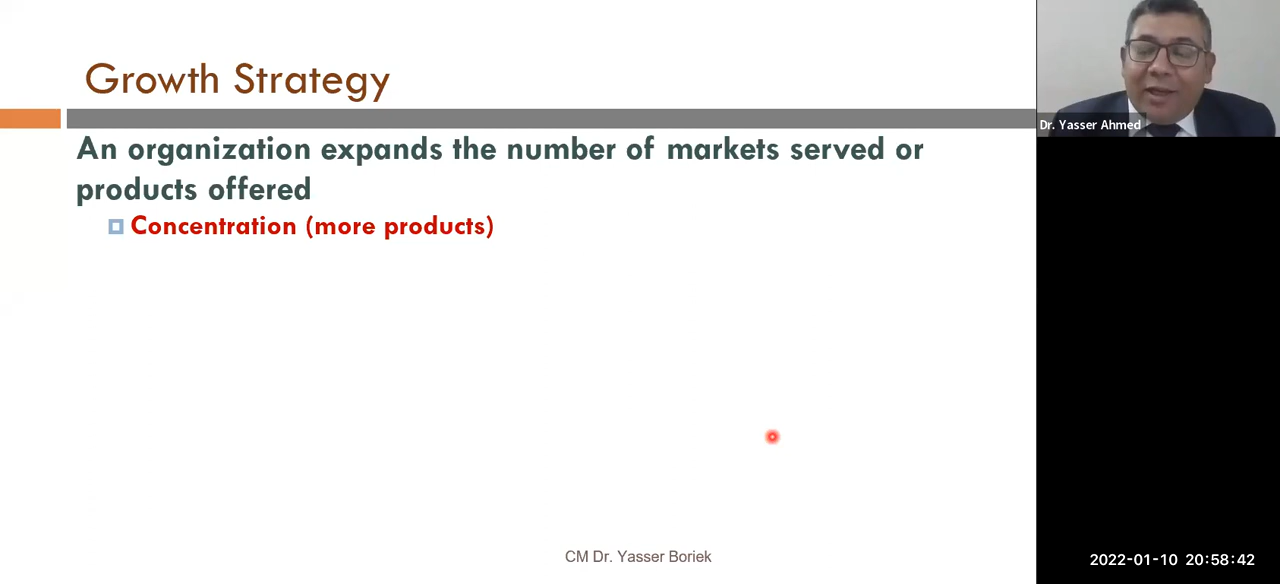 Growth Strategy
An organization expands the number of markets served or
products offered
Concentration (more products)
CM Dr. Yasser Boriek
Dr. Yasser Ahmed
2022-01-10 20:58:42